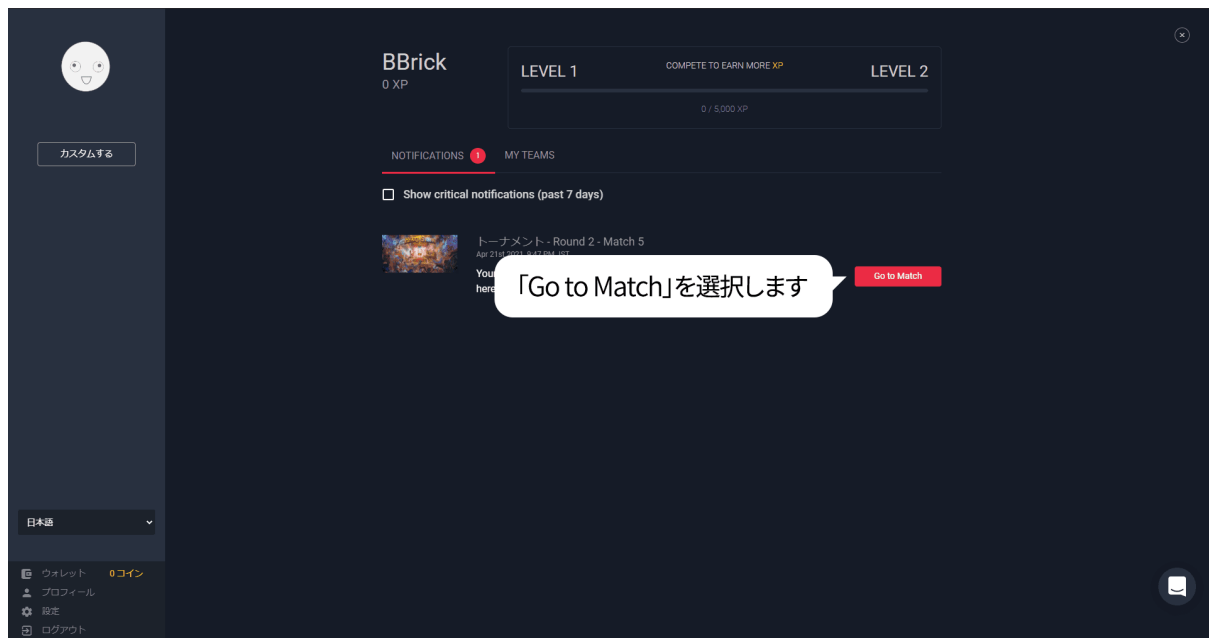 カスタムする
日本語
ウォレット 0コイン
プロフィール
設定
ログアウト
BBrick
0 XP
LEVEL 1
COMPETE TO EARN MORE XP
LEVEL 2
0 / 5,000 XP
NOTIFICATIONS 1
MY TEAMS
Show critical notifications (past 7 days)
トーナメント - Round 2 - Match 5
Apr 21st 2021, 9:47 PM JST
You
here
「Go to Match」を選択します
Go to Match